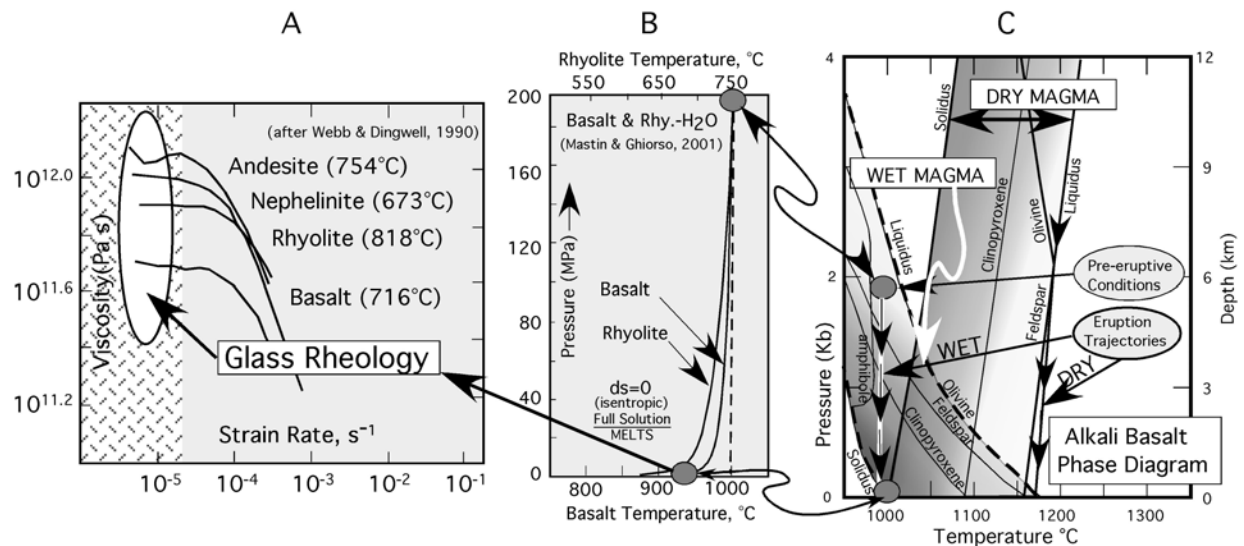 A
(after Webb & Dingwell, 1990)
Andesite (754°C)
Nephelinite (673°C)
Rhyolite (818°C)
Basalt (716°C)
Glass Rheology
Viscosity(Pa s)
10^12.0
10^11.6
10^11.2
Strain Rate, s⁻¹
10⁻⁵ 10⁻⁴ 10⁻³ 10⁻² 10⁻¹
B
Rhyolite Temperature, °C
550 650 750
Basalt & Rhy.-H2O
(Mastin & Ghiorso, 2001)
Pressure (MPa)
200
160
120
80
40
0
Basalt
Rhyolite
ds=0
(isentropic)
Full Solution
MELTS
800 900 1000
Basalt Temperature, °C
C
DRY MAGMA
WET MAGMA
Solidus
Liquidus
Clinopyroxene
Olivine
Liquidus
Pre-eruptive
Conditions
Eruption
Trajectories
Feldspar
WET
DRY
amphibole
Olivine
Feldspar
Clinopyroxene
Solidus
Alkali Basalt
Phase Diagram
Pressure (Kb)
4
2
0
Depth (km)
12
9
6
3
0
1000 1100 1200 1300
Temperature, °C